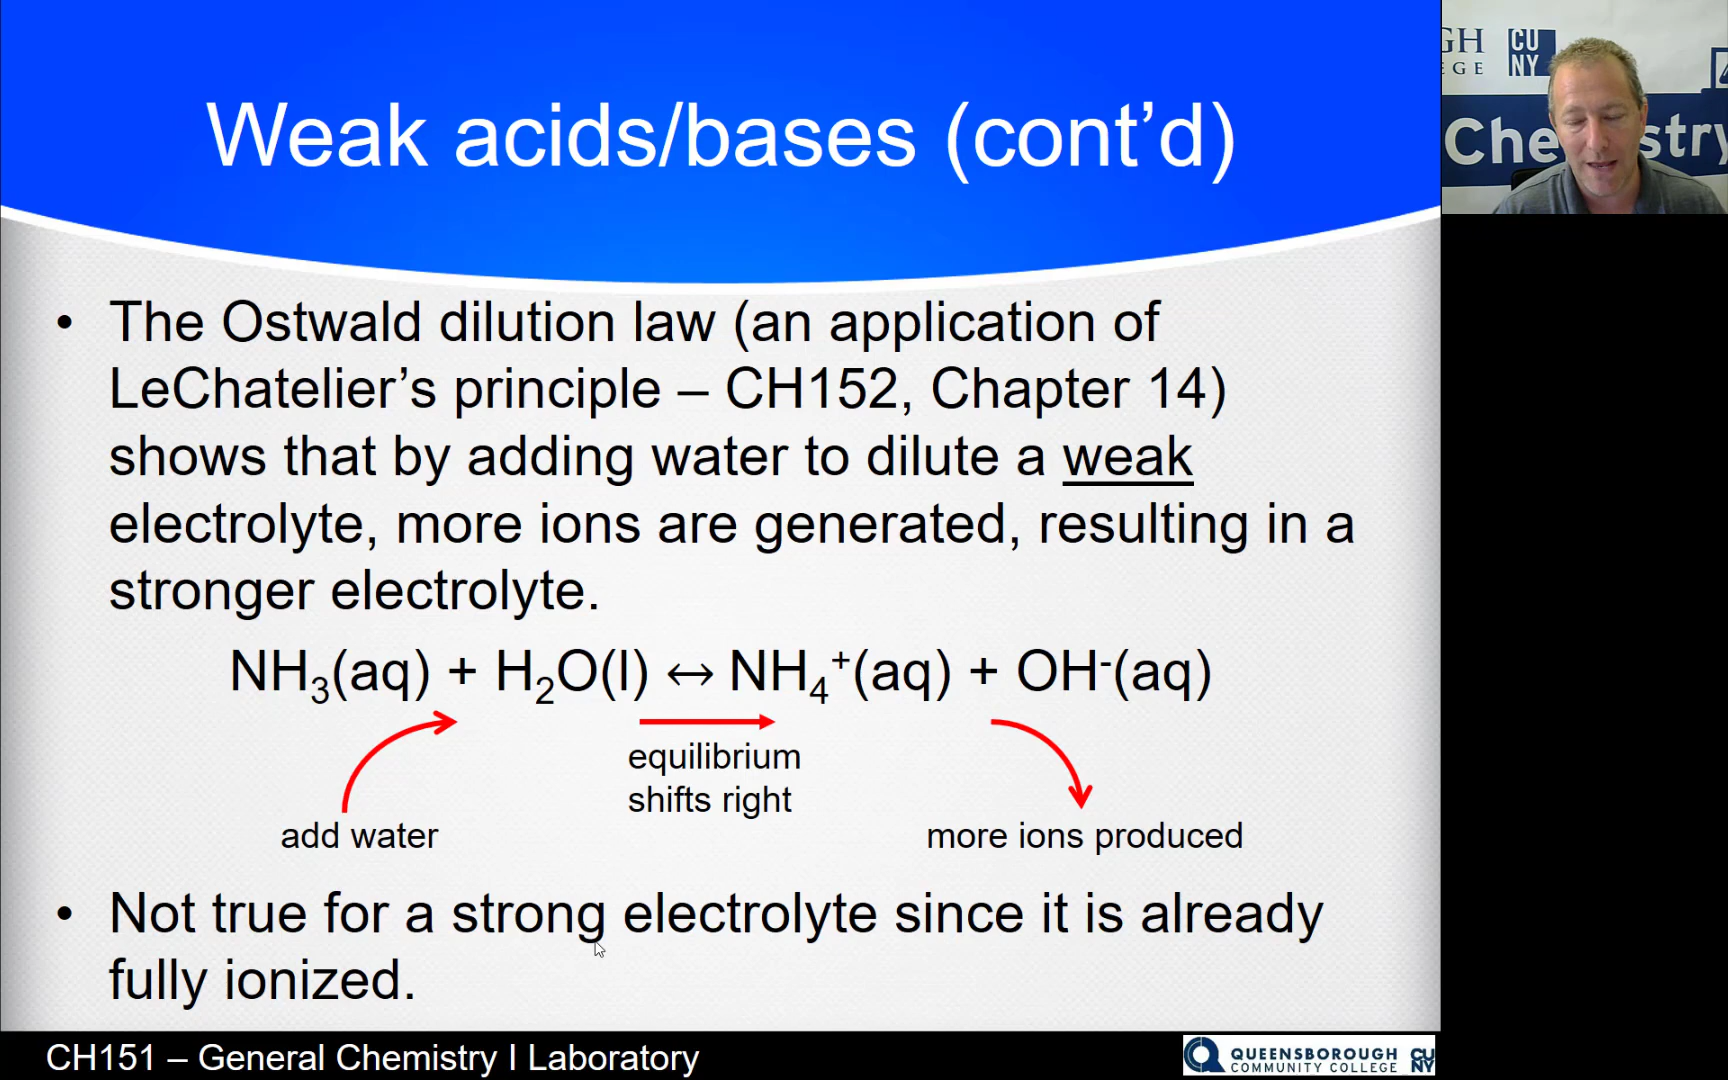 Weak acids/bases (cont’d)
• The Ostwald dilution law (an application of
LeChatelier’s principle – CH152, Chapter 14)
shows that by adding water to dilute a weak
electrolyte, more ions are generated, resulting in a
stronger electrolyte.
NH₃(aq) + H₂O(l) ↔ NH₄⁺(aq) + OH⁻(aq)
equilibrium
shifts right
add water
more ions produced
• Not true for a strong electrolyte since it is already
fully ionized.
CH151 – General Chemistry I Laboratory
QUEENSBOROUGH
COMMUNITY COLLEGE
CU
NY
GH
EGE
CU
NY
Che stry